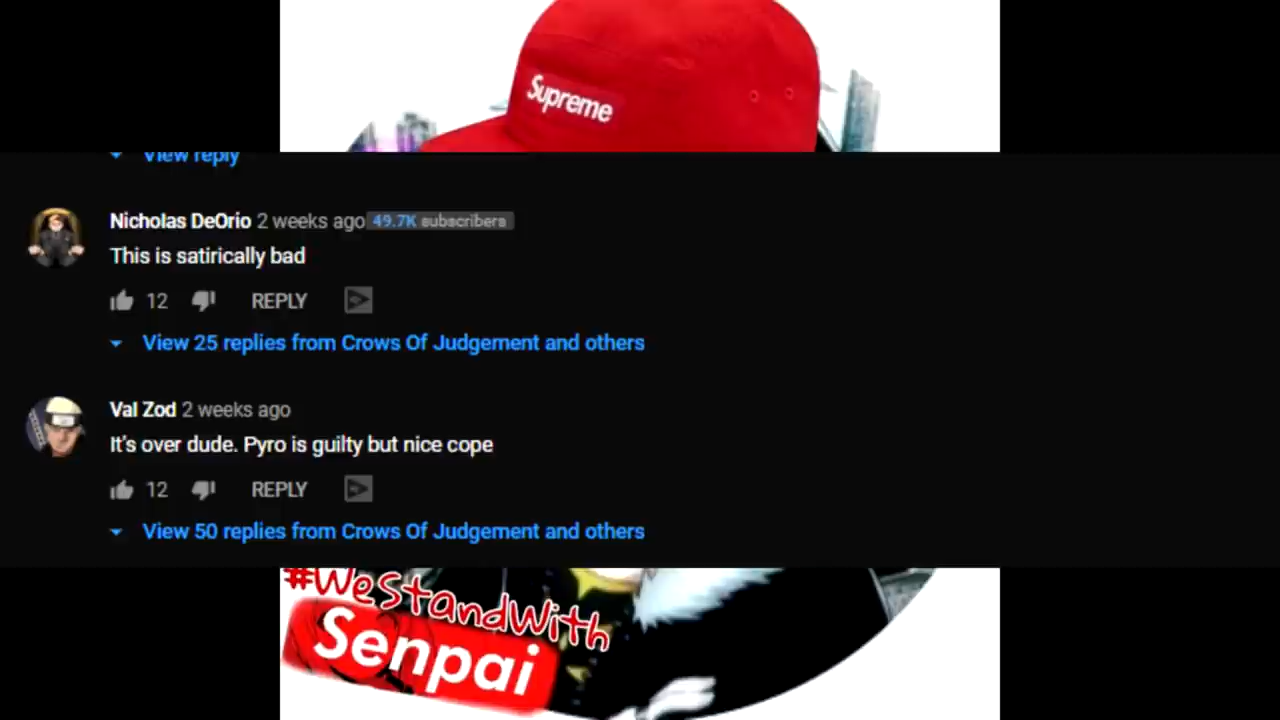 Supreme
View reply
Nicholas DeOrio 2 weeks ago 49.7K subscribers
This is satirically bad
12 REPLY
View 25 replies from Crows Of Judgement and others
Val Zod 2 weeks ago
It's over dude. Pyro is guilty but nice cope
12 REPLY
View 50 replies from Crows Of Judgement and others
#WeStandWith
Senpai